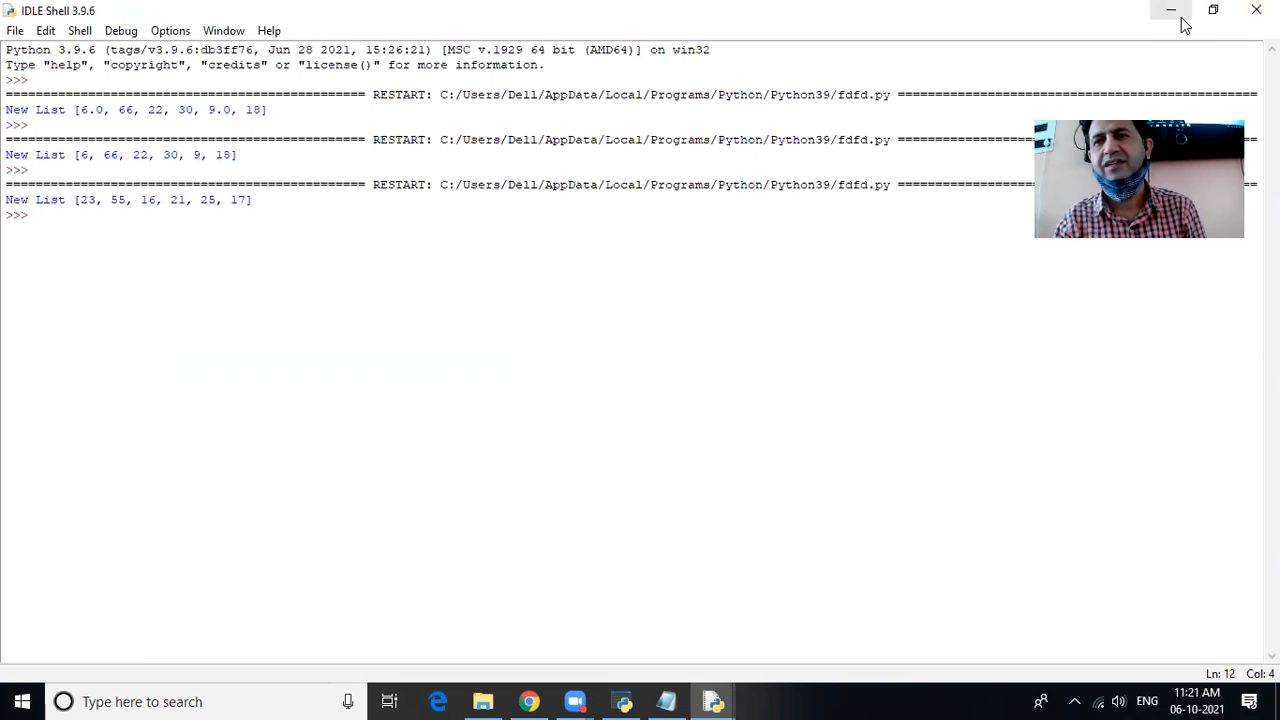 IDLE Shell 3.9.6
File Edit Shell Debug Options Window Help
Python 3.9.6 (tags/v3.9.6:db3ff76, Jun 28 2021, 15:26:21) [MSC v.1929 64 bit (AMD64)] on win32
Type "help", "copyright", "credits" or "license()" for more information.
>>>
================================================ RESTART: C:/Users/Dell/AppData/Local/Programs/Python/Python39/fdfd.py ================================================
New List [6.0, 66, 22, 30, 9.0, 18]
>>>
================================================ RESTART: C:/Users/Dell/AppData/Local/Programs/Python/Python39/fdfd.py ==================
New List [6, 66, 22, 30, 9, 18]
>>>
================================================ RESTART: C:/Users/Dell/AppData/Local/Programs/Python/Python39/fdfd.py ==================
New List [23, 55, 16, 21, 25, 17]
>>>
Ln: 12 Col: 4
Type here to search
ENG
11:21 AM
06-10-2021